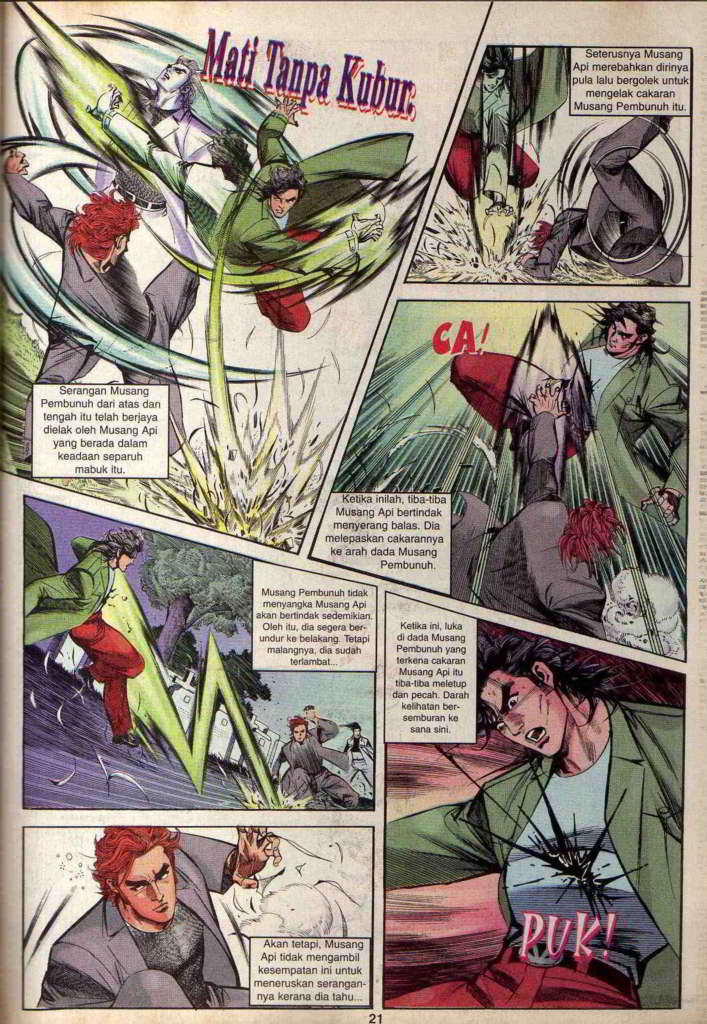 Mati Tanpa Kubur.
Serangan Musang
Pembunuh dari atas dan
tengah itu telah berjaya
dielak oleh Musang Api
yang berada dalam
keadaan separuh
mabuk itu.
Seterusnya Musang
Api merebahkan dirinya
pula lalu bergolek untuk
mengelak cakaran
Musang Pembunuh itu.
CA!
Ketika inilah, tiba-tiba
Musang Api bertindak
menyerang balas. Dia
melepaskan cakarannya
ke arah dada Musang
Pembunuh.
Musang Pembunuh tidak
menyangka Musang Api
akan bertindak sedemikian.
Oleh itu, dia segera ber-
undur ke belakang. Tetapi
malangnya, dia sudah
terlambat...
Ketika ini, luka
di dada Musang
Pembunuh yang
terkena cakaran
Musang Api itu
tiba-tiba meletup
dan pecah. Darah
kelihatan ber-
semburan ke
sana sini.
PUK!
Akan tetapi, Musang
Api tidak mengambil
kesempatan ini untuk
meneruskan serangan-
nya kerana dia tahu...
21